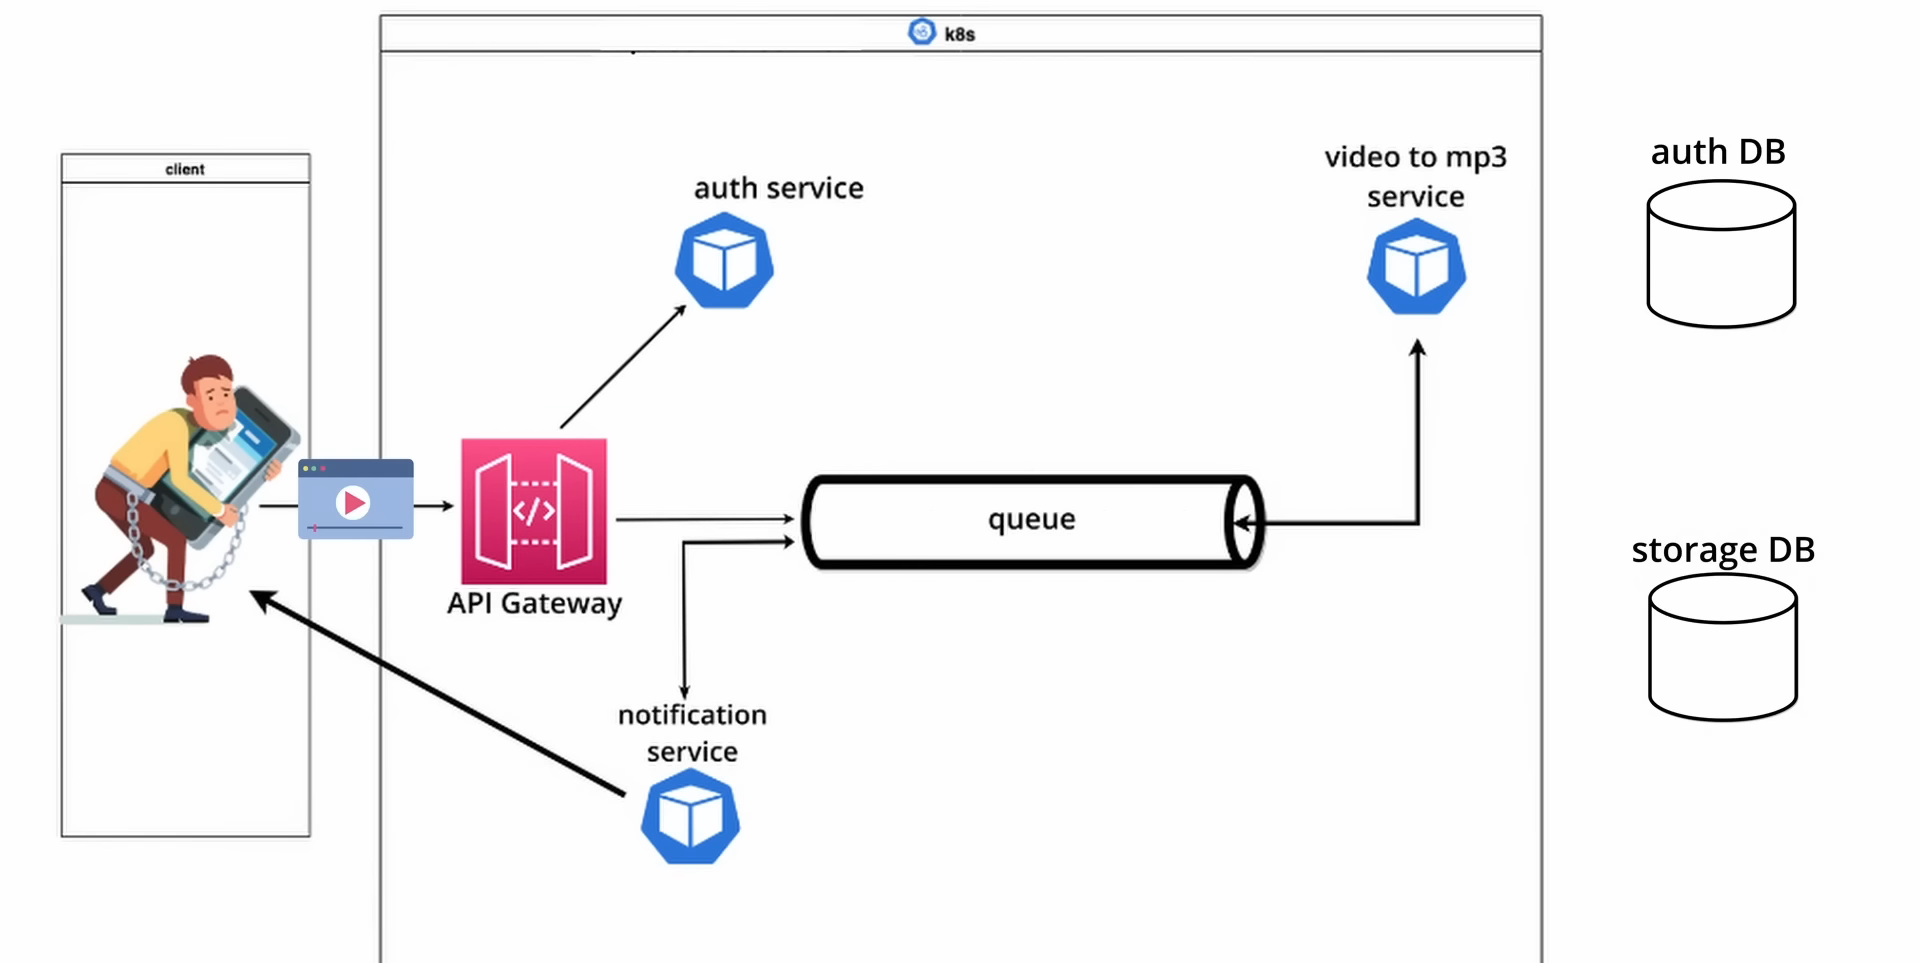 k8s
client
auth service
video to mp3
service
auth DB
API Gateway
queue
storage DB
notification
service